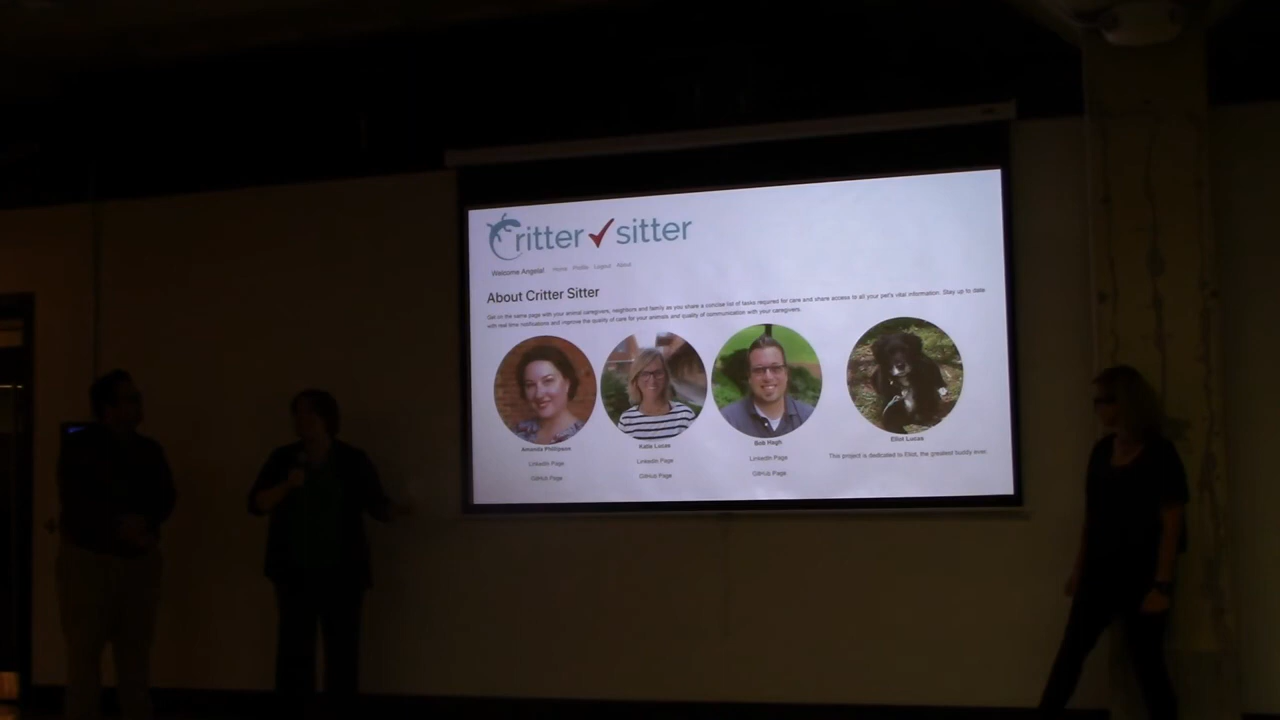 Critter sitter
Welcome Angela! Home Profile Logout About
About Critter Sitter
Get on the same page with your animal caregivers, neighbors and family as you share a concise list of tasks required for care and share access to all your pet's vital information. Stay up to date
with real time notifications and improve the quality of care for your animals and quality of communication with your caregivers.
Amanda Phillipson Katie Lucas Bob Hagh Eliot Lucas
LinkedIn Page LinkedIn Page LinkedIn Page This project is dedicated to Eliot, the greatest buddy ever.
GitHub Page GitHub Page GitHub Page